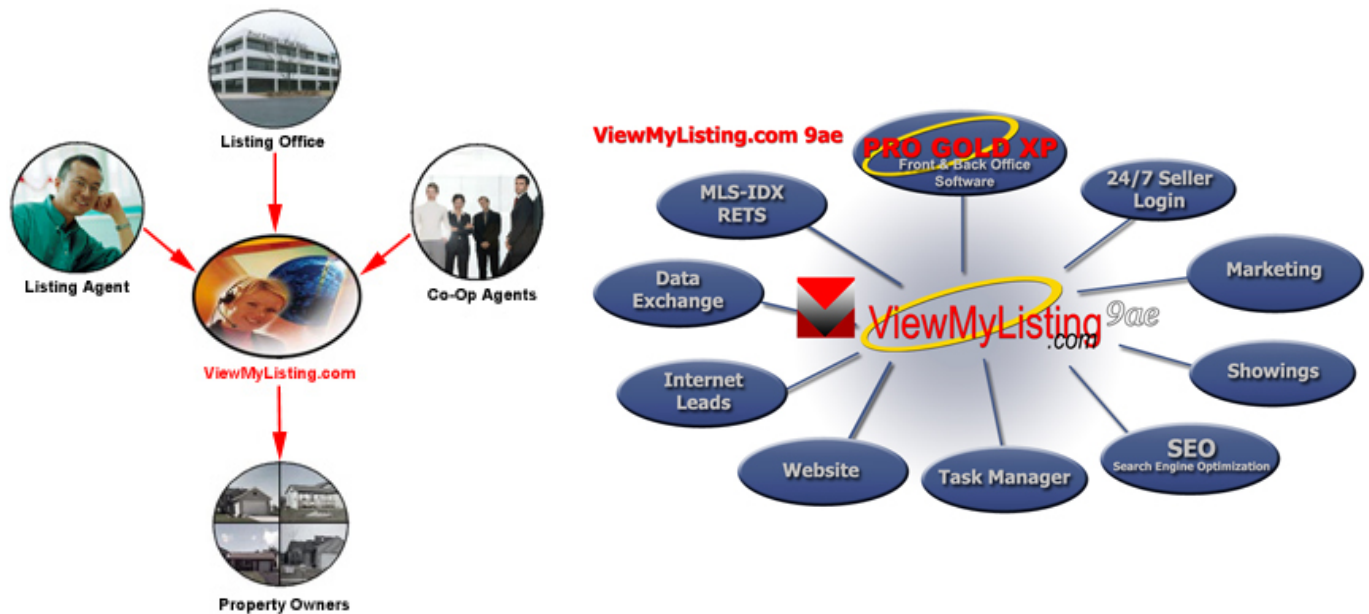 Listing Office
Listing Agent
Co-Op Agents
ViewMyListing.com
Property Owners
ViewMyListing.com 9ae
PRO GOLD XP
Front & Back Office
Software
MLS-IDX
RETS
24/7 Seller
Login
Data
Exchange
Marketing
ViewMyListing 9ae
.com
Internet
Leads
Showings
Website
Task Manager
SEO
Search Engine Optimization